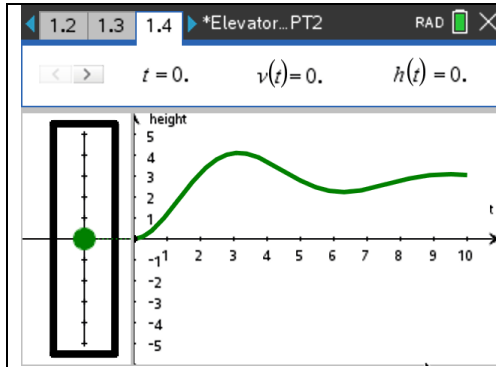 1.2 1.3 1.4 *Elevator...PT2 RAD
< > t = 0. v(t)=0. h(t) = 0.
height
5
4
3
2
1
t
-1 1 2 3 4 5 6 7 8 9 10
-2
-3
-4
-5